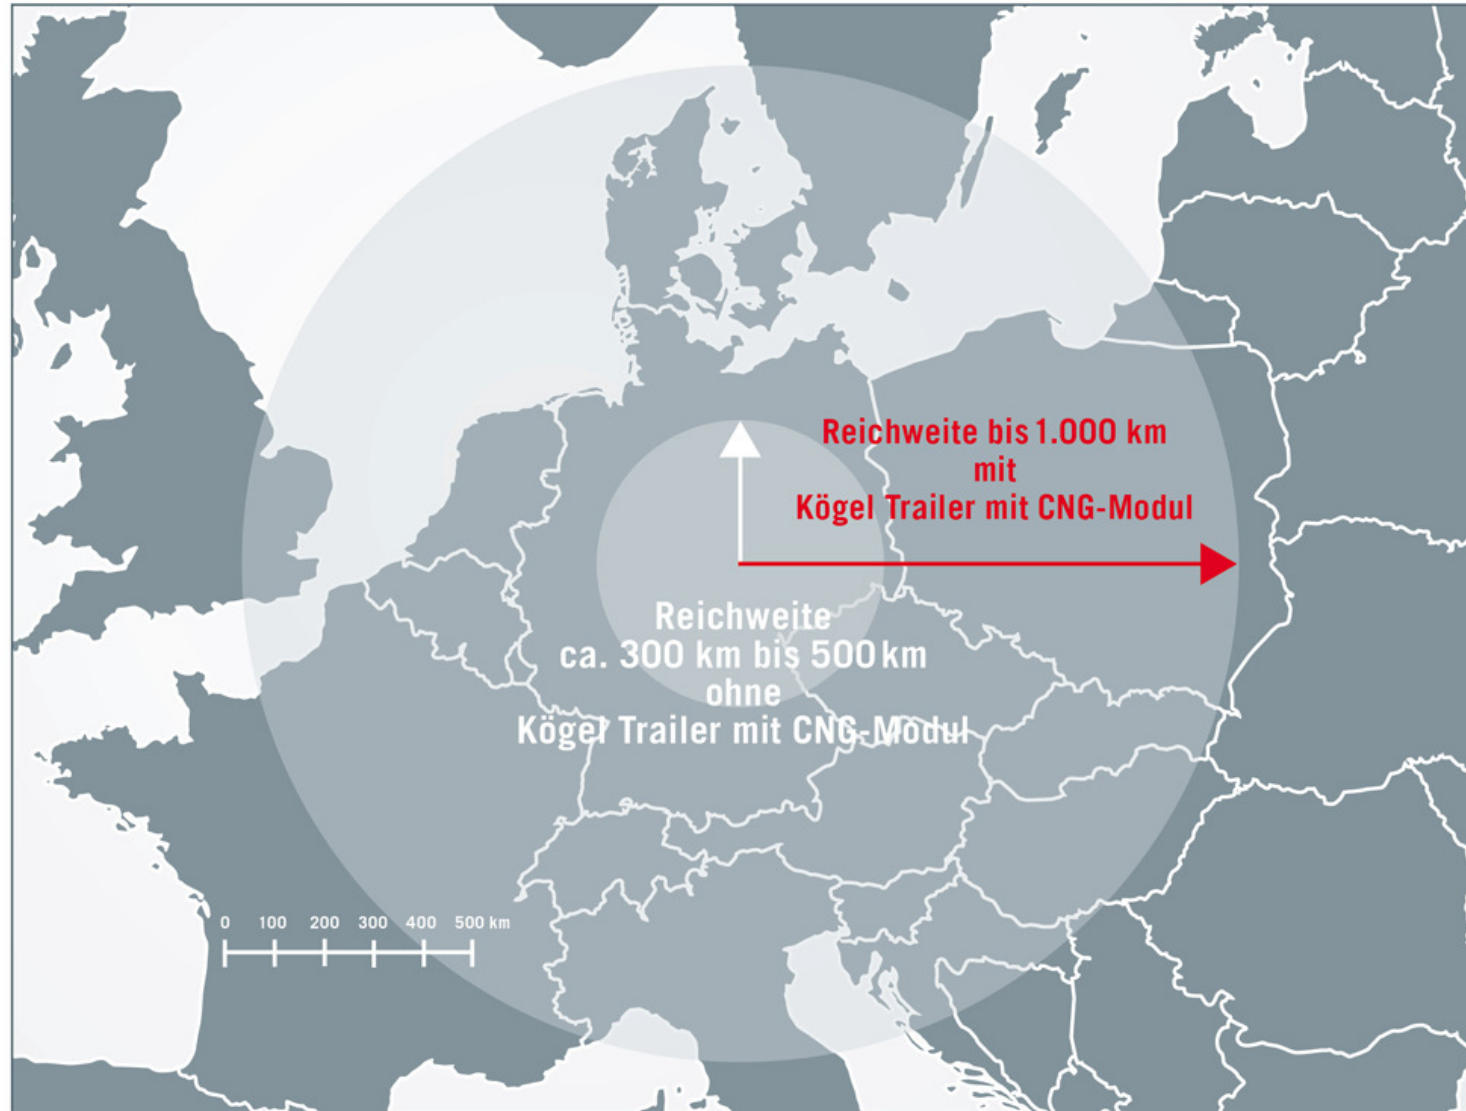 Reichweite bis 1.000 km
mit
Kögel Trailer mit CNG-Modul
Reichweite
ca. 300 km bis 500 km
ohne
Kögel Trailer mit CNG-Modul
0 100 200 300 400 500 km